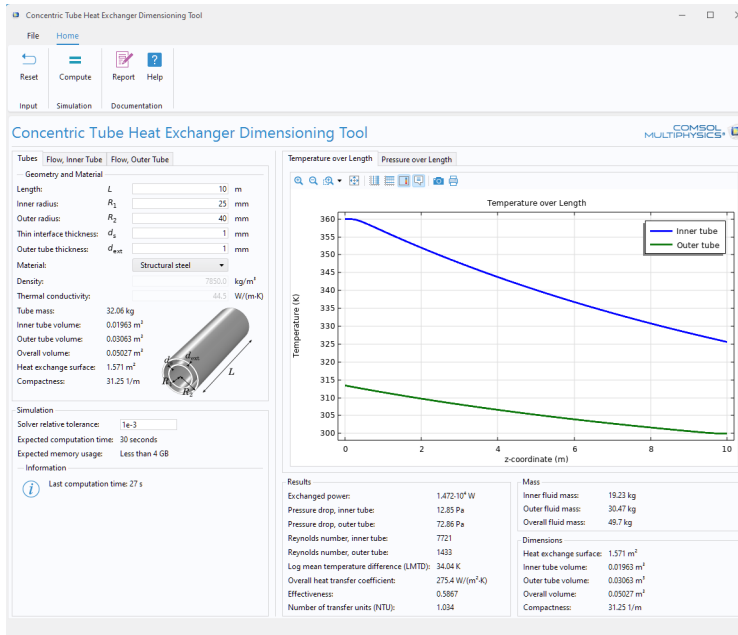 Concentric Tube Heat Exchanger Dimensioning Tool
File Home
Reset Compute Report ? Help
Input Simulation Documentation
Concentric Tube Heat Exchanger Dimensioning Tool
COMSOL
MULTIPHYSICS®
Tubes Flow, Inner Tube Flow, Outer Tube
Geometry and Material
Length: L 10 m
Inner radius: R₁ 25 mm
Outer radius: R₂ 40 mm
Thin interface thickness: dₛ 1 mm
Outer tube thickness: d_ext 1 mm
Material: Structural steel
Density: 7850.0 kg/m³
Thermal conductivity: 44.5 W/(m·K)
Tube mass: 32.06 kg
Inner tube volume: 0.01963 m³
Outer tube volume: 0.03063 m³
Overall volume: 0.05027 m³
Heat exchange surface: 1.571 m²
Compactness: 31.25 1/m
dₛ d_ext
R₁ R₂ L
Simulation
Solver relative tolerance: 1e-3
Expected computation time: 30 seconds
Expected memory usage: Less than 4 GB
Information
i Last computation time: 27 s
Temperature over Length Pressure over Length
Temperature over Length
Inner tube
Outer tube
Temperature (K)
360
355
350
345
340
335
330
325
320
315
310
305
300
0 2 4 6 8 10
z-coordinate (m)
Results
Exchanged power: 1.472·10⁴ W
Pressure drop, inner tube: 12.85 Pa
Pressure drop, outer tube: 72.86 Pa
Reynolds number, inner tube: 7721
Reynolds number, outer tube: 1433
Log mean temperature difference (LMTD): 34.04 K
Overall heat transfer coefficient: 275.4 W/(m²·K)
Effectiveness: 0.5867
Number of transfer units (NTU): 1.034
Mass
Inner fluid mass: 19.23 kg
Outer fluid mass: 30.47 kg
Overall fluid mass: 49.7 kg
Dimensions
Heat exchange surface: 1.571 m²
Inner tube volume: 0.01963 m³
Outer tube volume: 0.03063 m³
Overall volume: 0.05027 m³
Compactness: 31.25 1/m